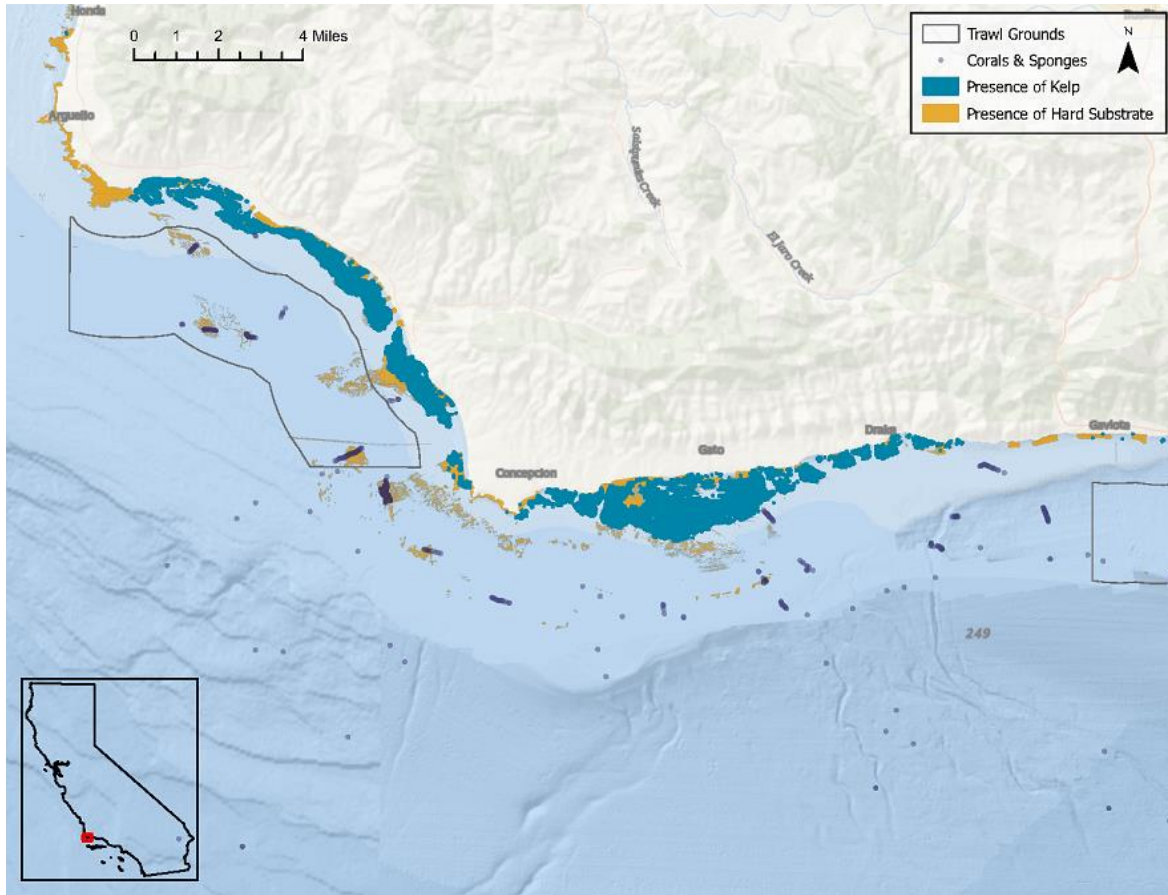 Honda
0 1 2 4 Miles
Trawl Grounds
N
Corals & Sponges
Presence of Kelp
Presence of Hard Substrate
Arguello
Salsipuedes Creek
El Jaro Creek
Drake
Gaviota
Gato
Concepcion
249